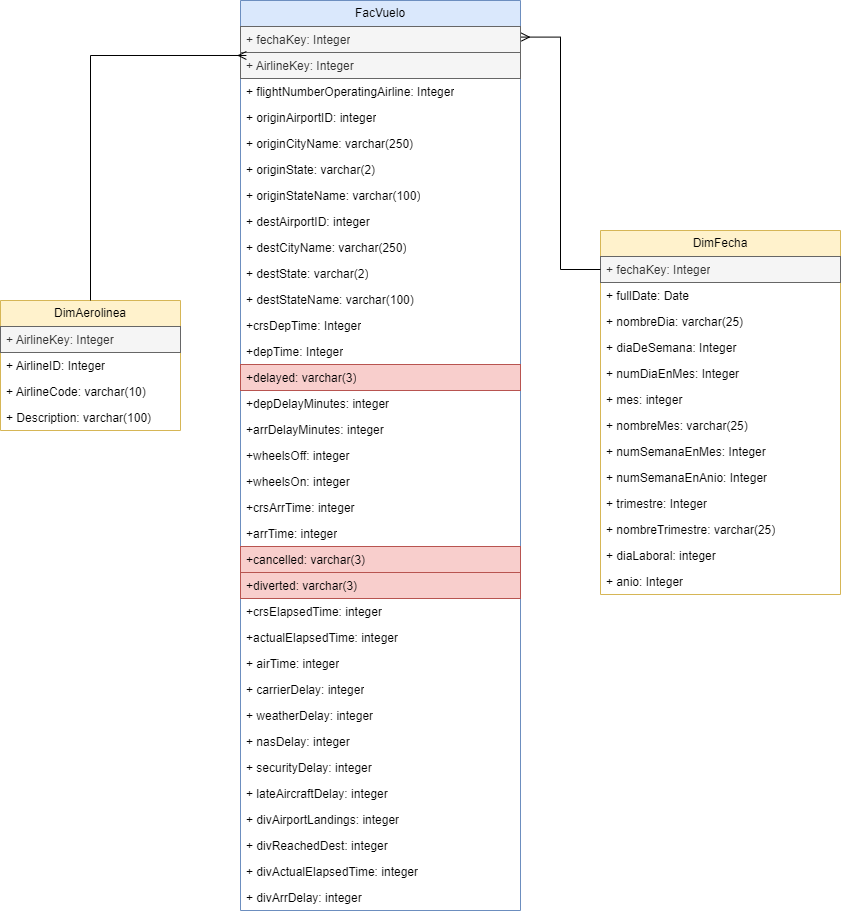 FacVuelo
+ fechaKey: Integer
+ AirlineKey: Integer
+ flightNumberOperatingAirline: Integer
+ originAirportID: integer
+ originCityName: varchar(250)
+ originState: varchar(2)
+ originStateName: varchar(100)
+ destAirportID: integer
+ destCityName: varchar(250)
+ destState: varchar(2)
+ destStateName: varchar(100)
+crsDepTime: Integer
+depTime: Integer
+delayed: varchar(3)
+depDelayMinutes: integer
+arrDelayMinutes: integer
+wheelsOff: integer
+wheelsOn: integer
+crsArrTime: integer
+arrTime: integer
+cancelled: varchar(3)
+diverted: varchar(3)
+crsElapsedTime: integer
+actualElapsedTime: integer
+ airTime: integer
+ carrierDelay: integer
+ weatherDelay: integer
+ nasDelay: integer
+ securityDelay: integer
+ lateAircraftDelay: integer
+ divAirportLandings: integer
+ divReachedDest: integer
+ divActualElapsedTime: integer
+ divArrDelay: integer
DimAerolinea
+ AirlineKey: Integer
+ AirlineID: Integer
+ AirlineCode: varchar(10)
+ Description: varchar(100)
DimFecha
+ fechaKey: Integer
+ fullDate: Date
+ nombreDia: varchar(25)
+ diaDeSemana: Integer
+ numDiaEnMes: Integer
+ mes: integer
+ nombreMes: varchar(25)
+ numSemanaEnMes: Integer
+ numSemanaEnAnio: Integer
+ trimestre: Integer
+ nombreTrimestre: varchar(25)
+ diaLaboral: integer
+ anio: Integer